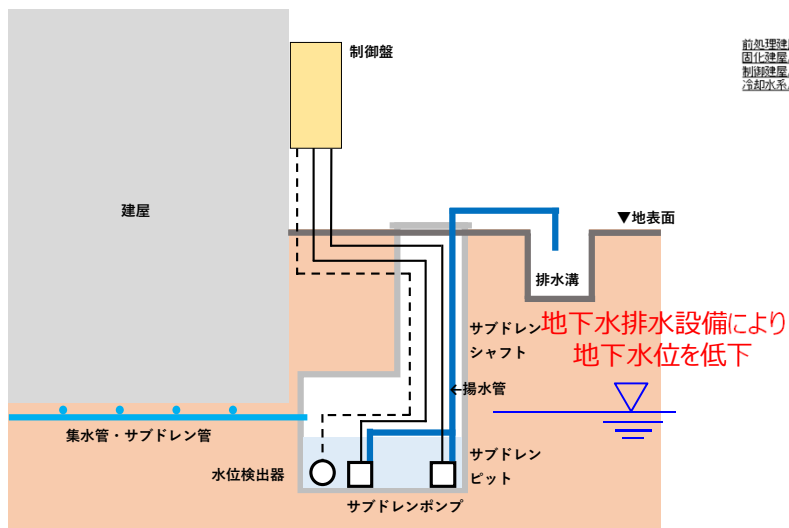 制御盤
前処理建
固化建屋
制御建屋
冷却水系
建屋
▼地表面
排水溝
地下水排水設備により
地下水位を低下
サブドレン
シャフト
←揚水管
集水管・サブドレン管
水位検出器
サブドレン
ピット
サブドレンポンプ